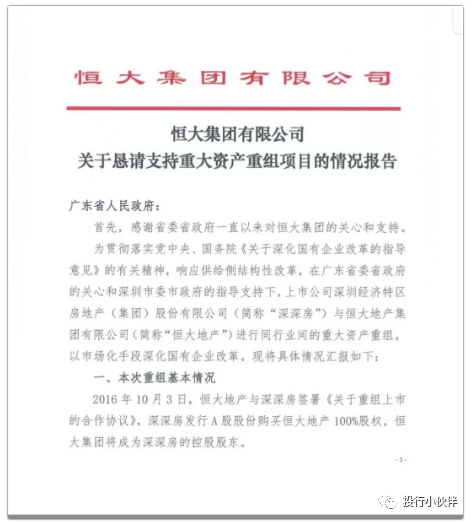 恒大集团有限公司
恒大集团有限公司
关于恳请支持重大资产重组项目的情况报告
广东省人民政府：
首先，感谢省委省政府一直以来对恒大集团的关心和支持。
为贯彻落实党中央、国务院《关于深化国有企业改革的指导
意见》的有关精神，响应供给侧结构性改革，在广东省委省政府
的关心和深圳市委市政府的指导支持下，上市公司深圳经济特区
房地产（集团）股份有限公司（简称“深深房”）与恒大地产集
团有限公司（简称“恒大地产”）进行同行业间的重大资产重组，
以市场化手段深化国有企业改革。现将具体情况汇报如下：
一、本次重组基本情况
2016 年 10 月 3 日，恒大地产与深深房签署《关于重组上市
的合作协议》，深深房发行 A 股股份购买恒大地产 100%股权，恒
大集团将成为深深房的控股股东。
-1-
投行小伙伴